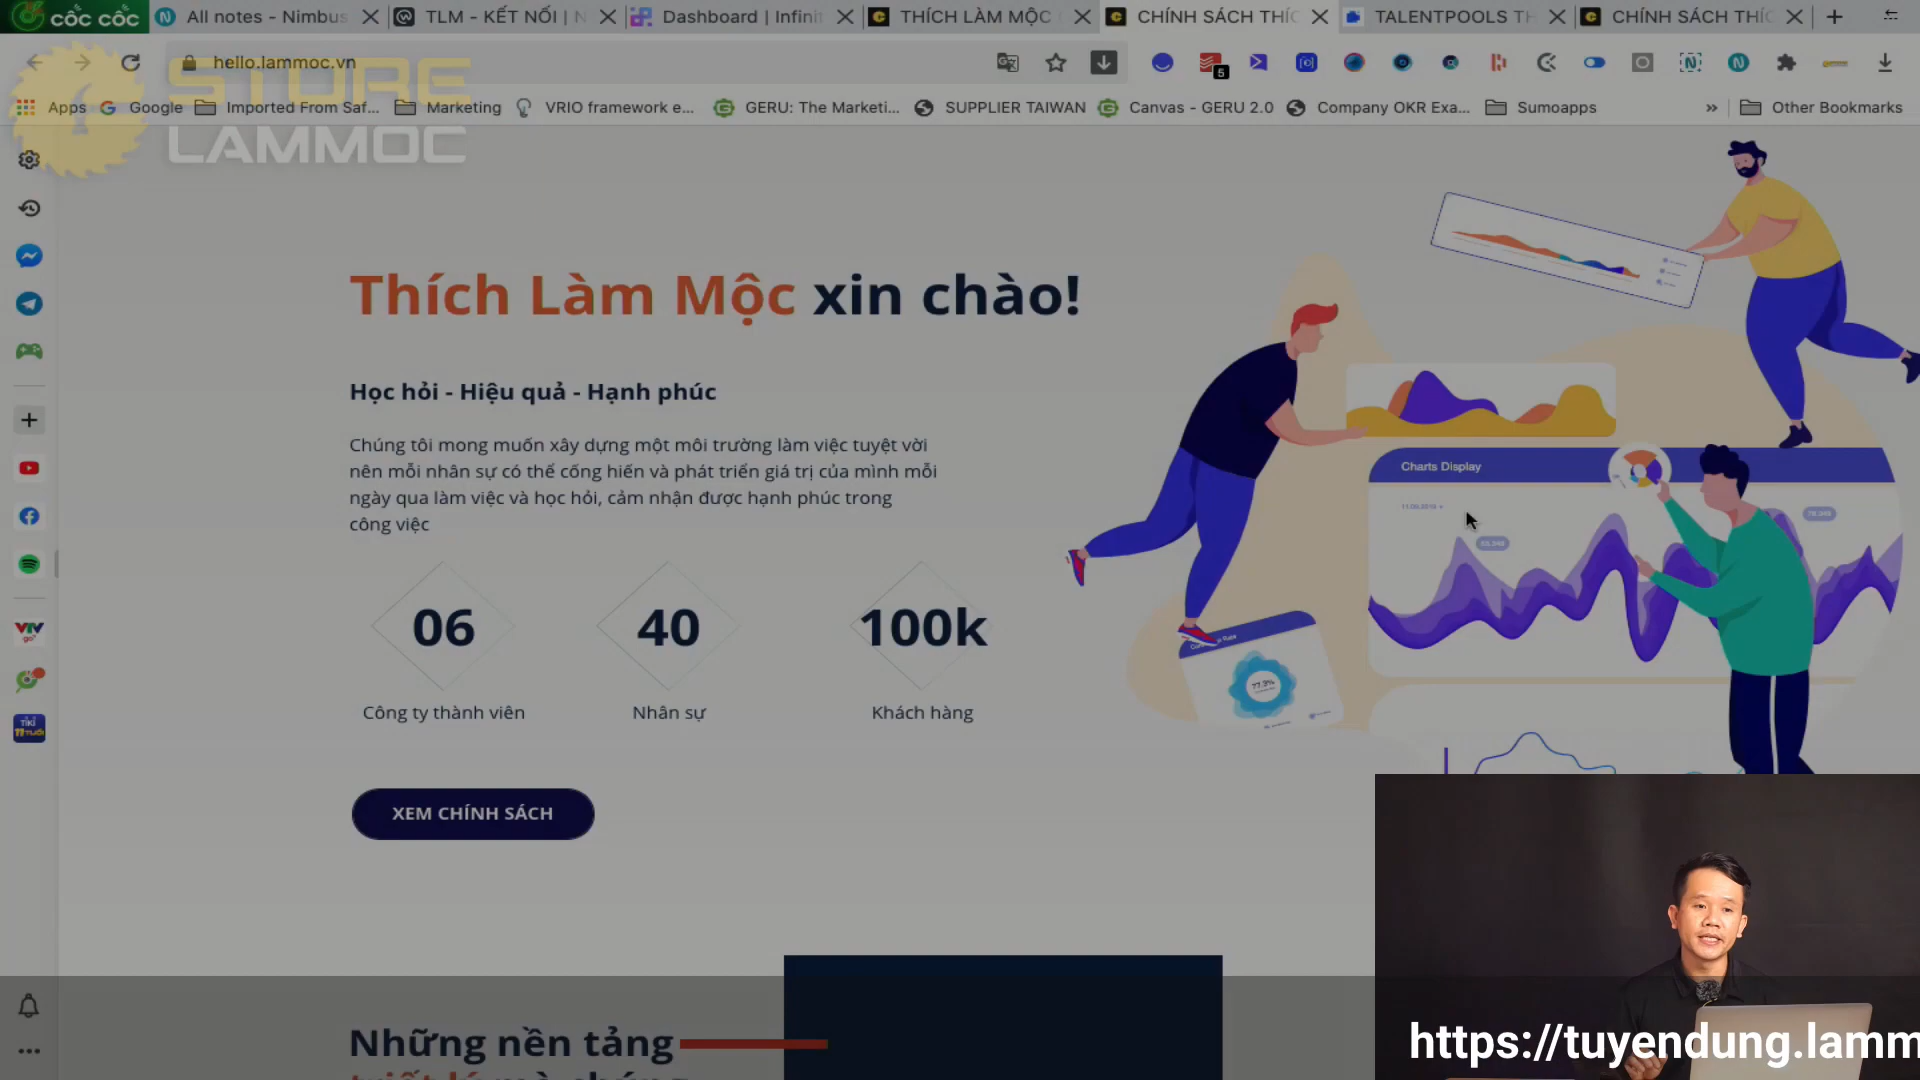 cốc cốc
All notes - Nimbus
TLM - KẾT NỐI | N
Dashboard | Infinit
THÍCH LÀM MỘC
CHÍNH SÁCH THÍC
TALENTPOOLS TH
CHÍNH SÁCH THÍC
hello.lammoc.vn
5
STORE
LAMMOC
Apps
Google
Imported From Saf...
Marketing
VRIO framework e...
GERU: The Marketi...
SUPPLIER TAIWAN
Canvas - GERU 2.0
Company OKR Exa...
Sumoapps
Other Bookmarks
Thích Làm Mộc xin chào!
Học hỏi - Hiệu quả - Hạnh phúc
Chúng tôi mong muốn xây dựng một môi trường làm việc tuyệt vời
nên mỗi nhân sự có thể cống hiến và phát triển giá trị của mình mỗi
ngày qua làm việc và học hỏi, cảm nhận được hạnh phúc trong
công việc
Charts Display
06
40
100k
77.3%
Công ty thành viên
Nhân sự
Khách hàng
XEM CHÍNH SÁCH
Những nền tảng
https://tuyendung.lamm